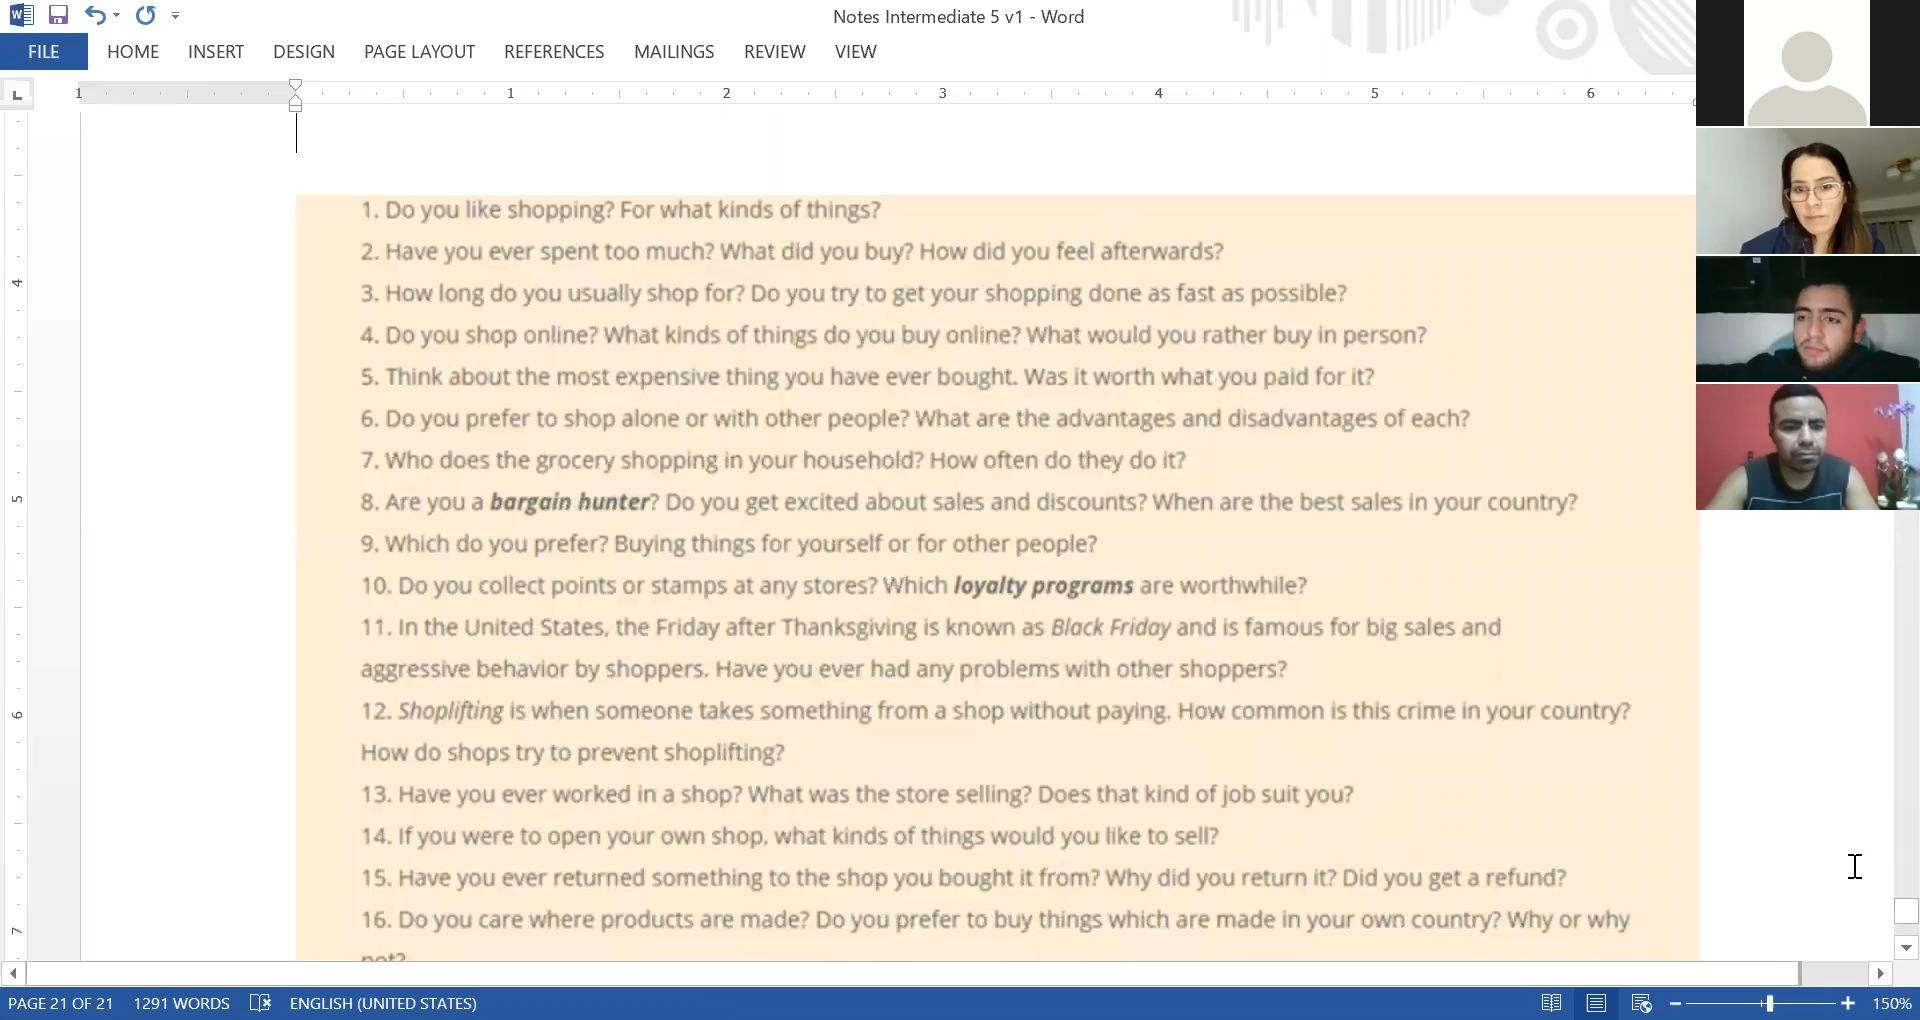 Notes Intermediate 5 v1 - Word
FILE HOME INSERT DESIGN PAGE LAYOUT REFERENCES MAILINGS REVIEW VIEW
1 1 2 3 4 5 6
4
5
6
7
1. Do you like shopping? For what kinds of things?
2. Have you ever spent too much? What did you buy? How did you feel afterwards?
3. How long do you usually shop for? Do you try to get your shopping done as fast as possible?
4. Do you shop online? What kinds of things do you buy online? What would you rather buy in person?
5. Think about the most expensive thing you have ever bought. Was it worth what you paid for it?
6. Do you prefer to shop alone or with other people? What are the advantages and disadvantages of each?
7. Who does the grocery shopping in your household? How often do they do it?
8. Are you a bargain hunter? Do you get excited about sales and discounts? When are the best sales in your country?
9. Which do you prefer? Buying things for yourself or for other people?
10. Do you collect points or stamps at any stores? Which loyalty programs are worthwhile?
11. In the United States, the Friday after Thanksgiving is known as Black Friday and is famous for big sales and
aggressive behavior by shoppers. Have you ever had any problems with other shoppers?
12. Shoplifting is when someone takes something from a shop without paying. How common is this crime in your country?
How do shops try to prevent shoplifting?
13. Have you ever worked in a shop? What was the store selling? Does that kind of job suit you?
14. If you were to open your own shop, what kinds of things would you like to sell?
15. Have you ever returned something to the shop you bought it from? Why did you return it? Did you get a refund?
16. Do you care where products are made? Do you prefer to buy things which are made in your own country? Why or why
not?
PAGE 21 OF 21 1291 WORDS ENGLISH (UNITED STATES) 150%